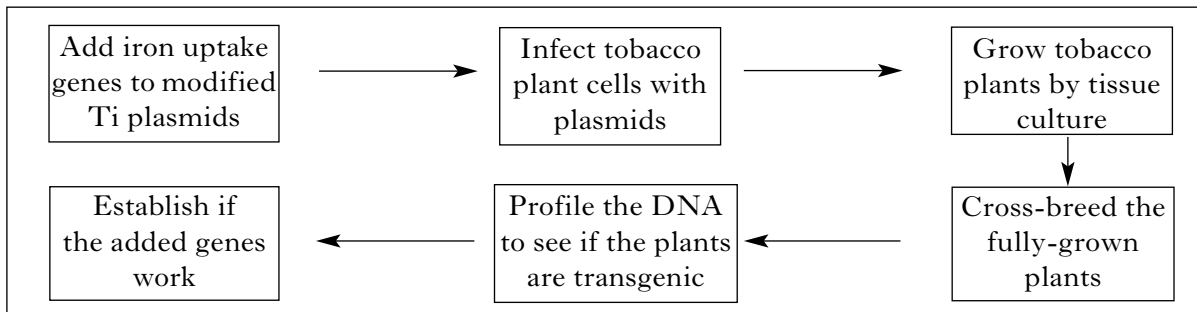 Add iron uptake
genes to modified
Ti plasmids
Infect tobacco
plant cells with
plasmids
Grow tobacco
plants by tissue
culture
Cross-breed the
fully-grown
plants
Profile the DNA
to see if the plants
are transgenic
Establish if
the added genes
work